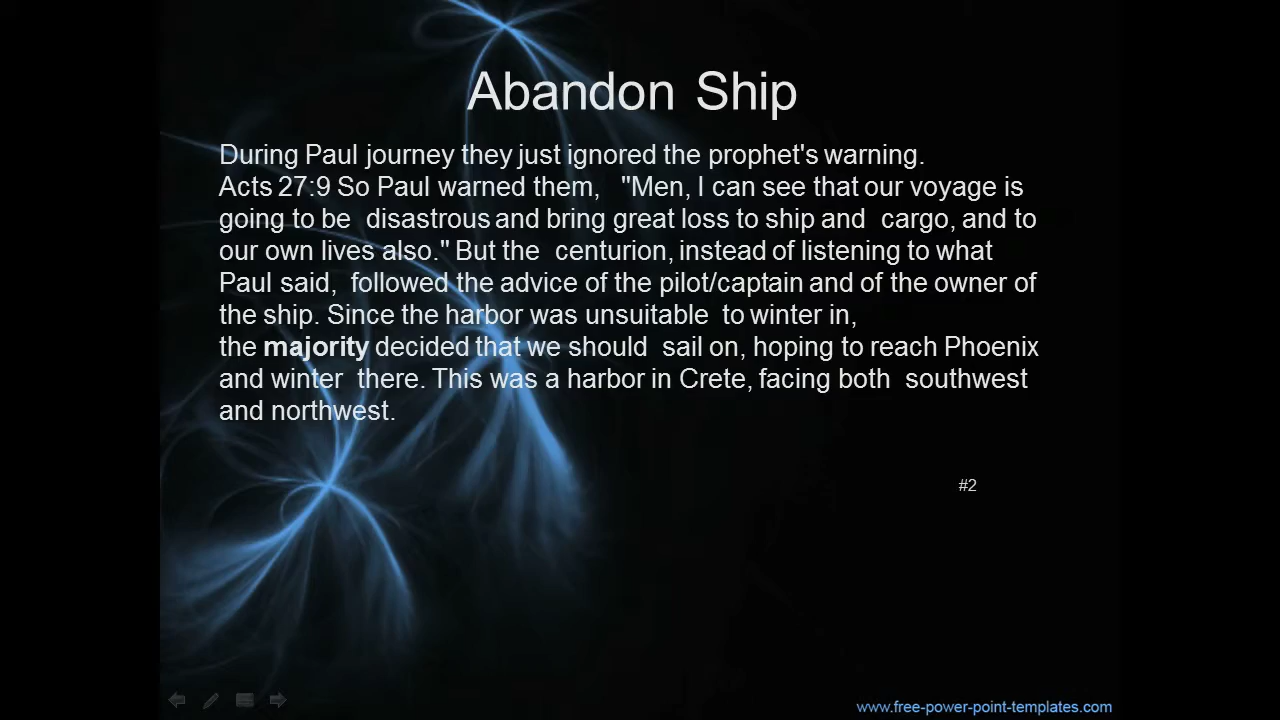 Abandon Ship
During Paul journey they just ignored the prophet's warning.
Acts 27:9 So Paul warned them, "Men, I can see that our voyage is
going to be disastrous and bring great loss to ship and cargo, and to
our own lives also." But the centurion, instead of listening to what
Paul said, followed the advice of the pilot/captain and of the owner of
the ship. Since the harbor was unsuitable to winter in,
the majority decided that we should sail on, hoping to reach Phoenix
and winter there. This was a harbor in Crete, facing both southwest
and northwest.
#2
www.free-power-point-templates.com